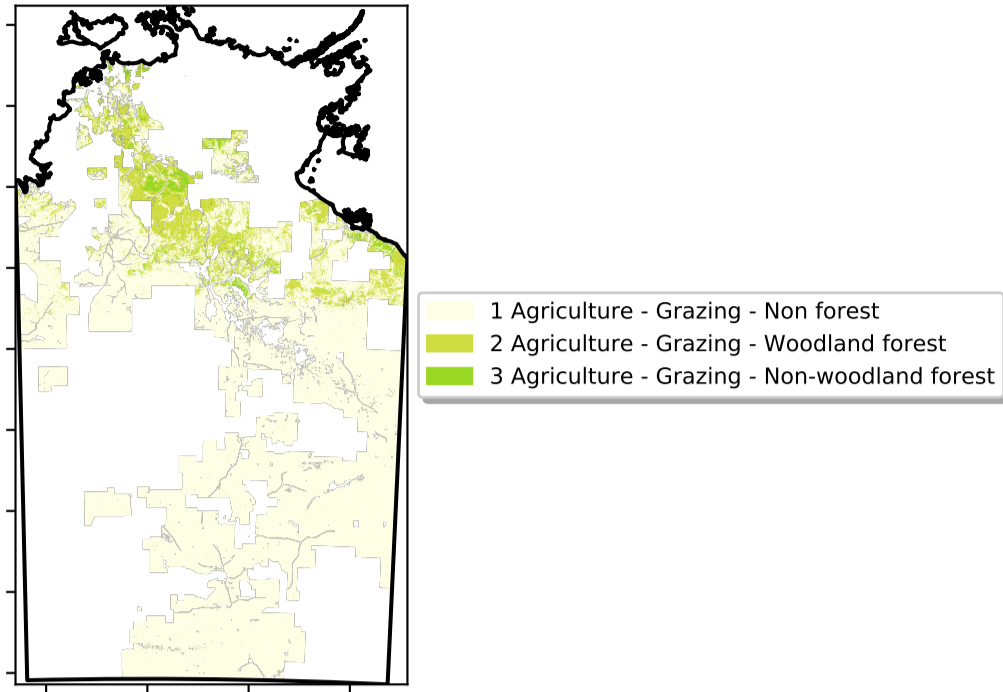 1 Agriculture - Grazing - Non forest
2 Agriculture - Grazing - Woodland forest
3 Agriculture - Grazing - Non-woodland forest